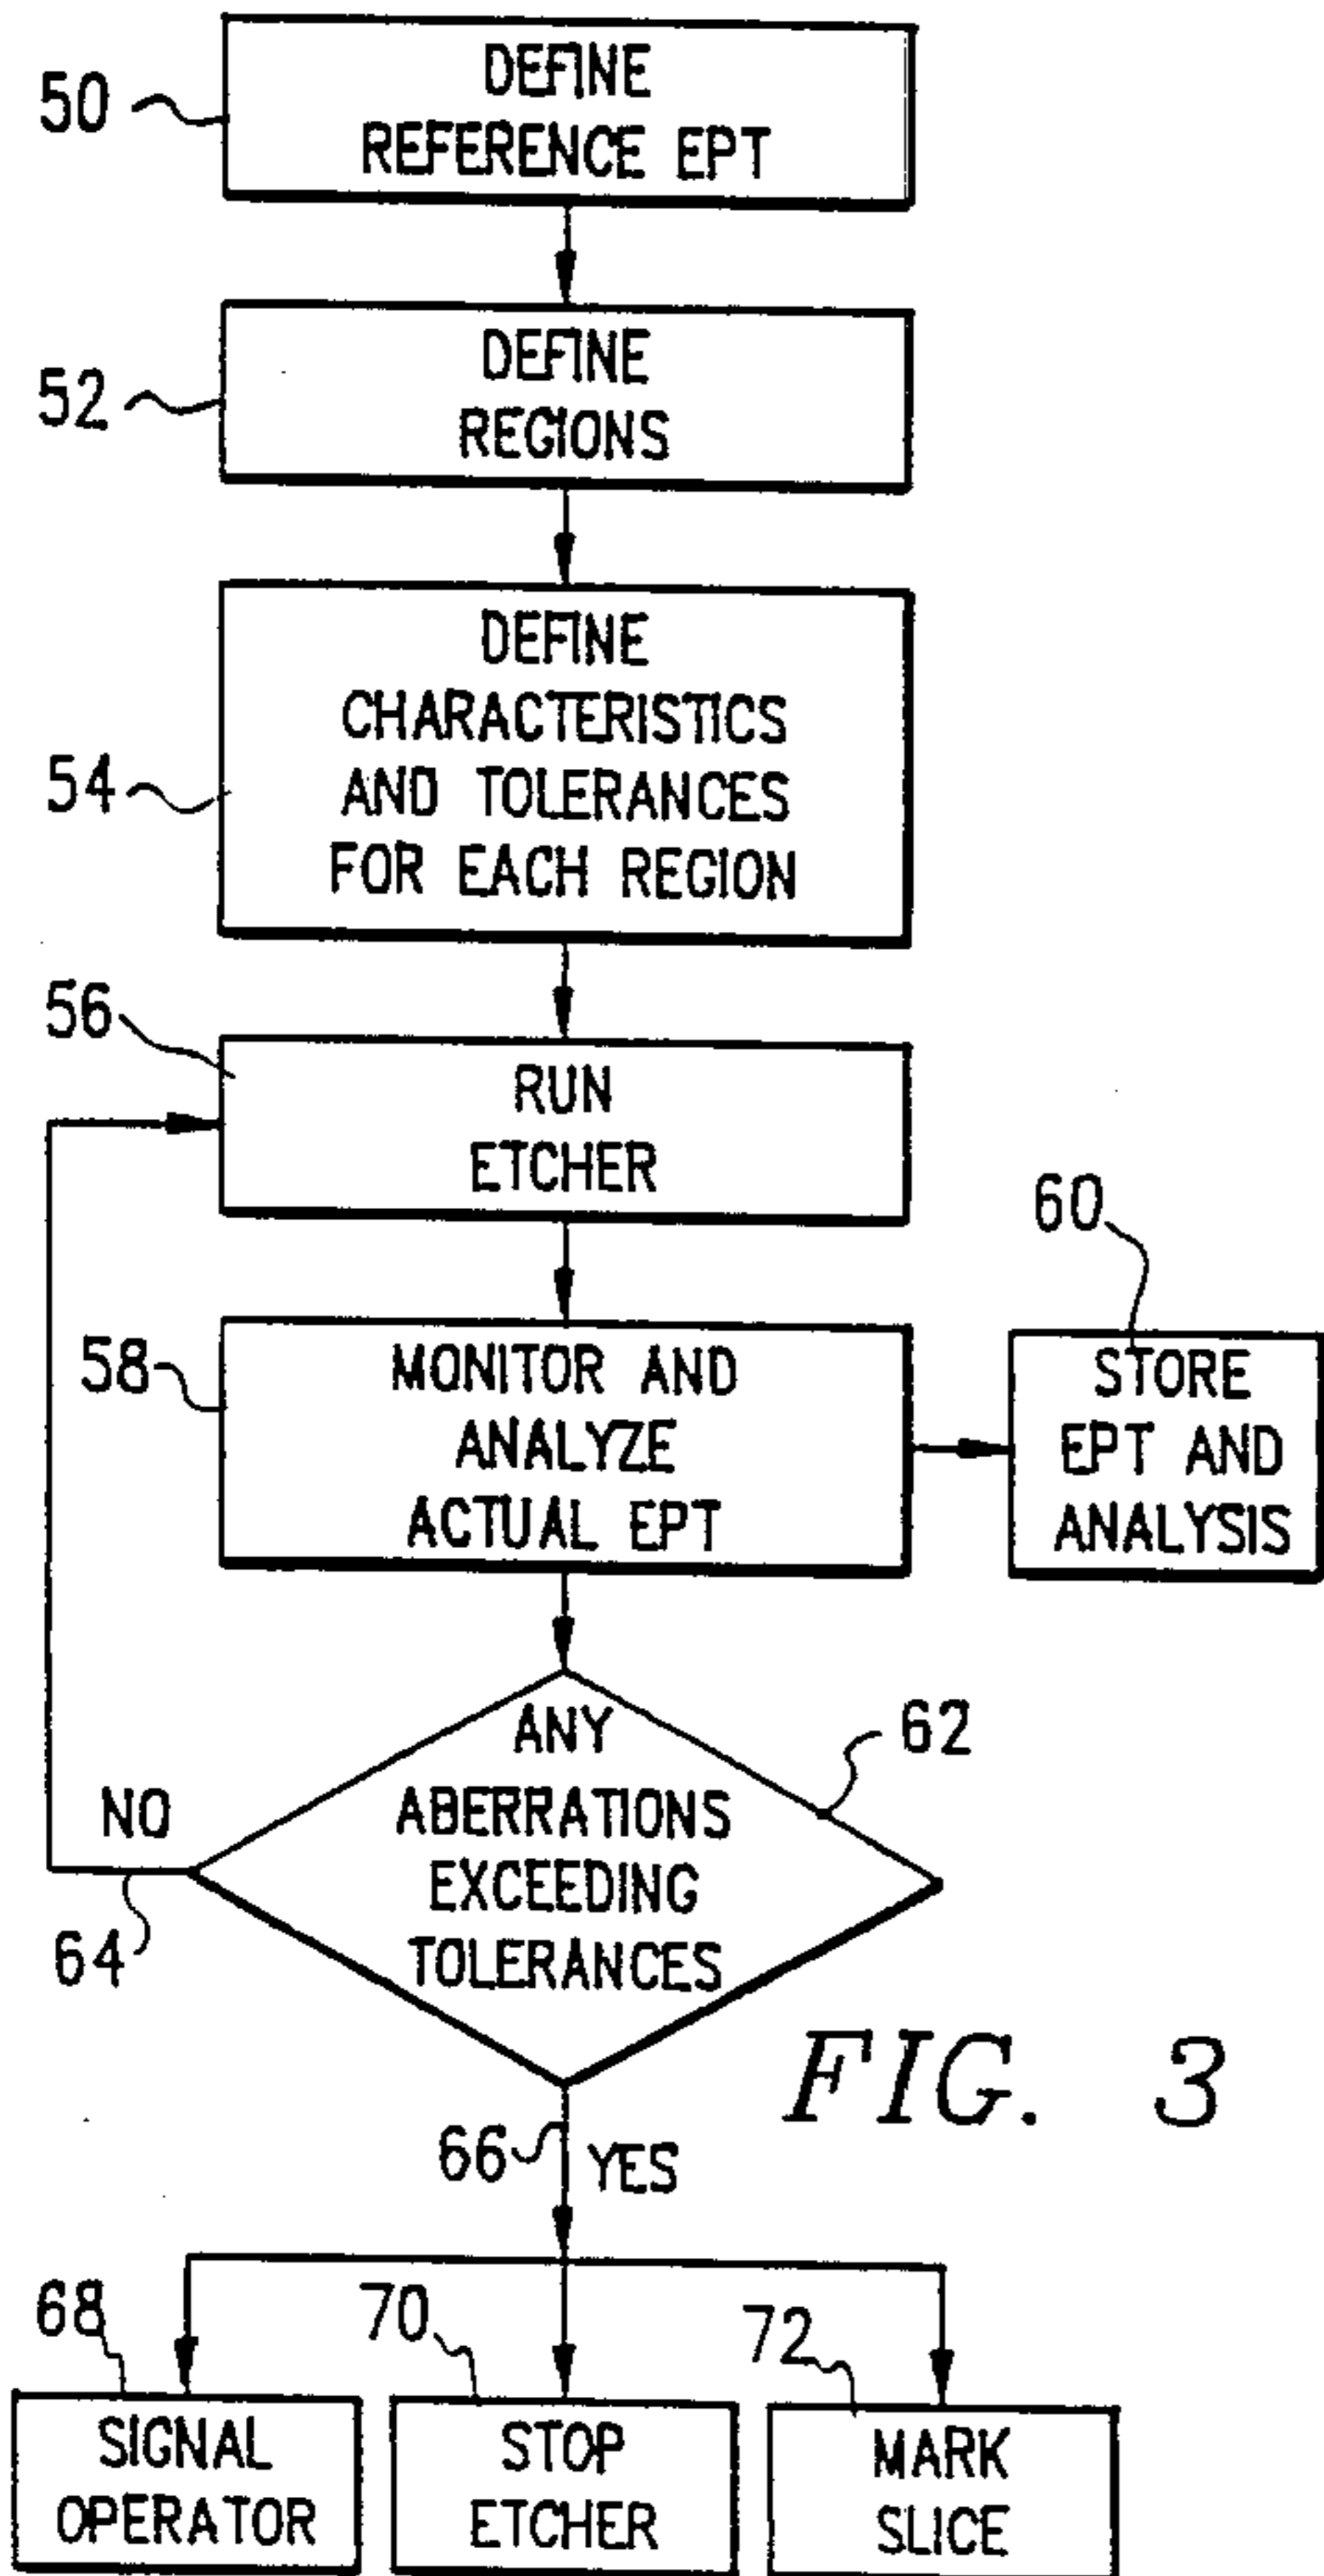 50
DEFINE
REFERENCE EPT
52
DEFINE
REGIONS
54
DEFINE
CHARACTERISTICS
AND TOLERANCES
FOR EACH REGION
56
RUN
ETCHER
58
MONITOR AND
ANALYZE
ACTUAL EPT
60
STORE
EPT AND
ANALYSIS
62
ANY
ABERRATIONS
EXCEEDING
TOLERANCES
NO
64
FIG. 3
66
YES
68
SIGNAL
OPERATOR
70
STOP
ETCHER
72
MARK
SLICE